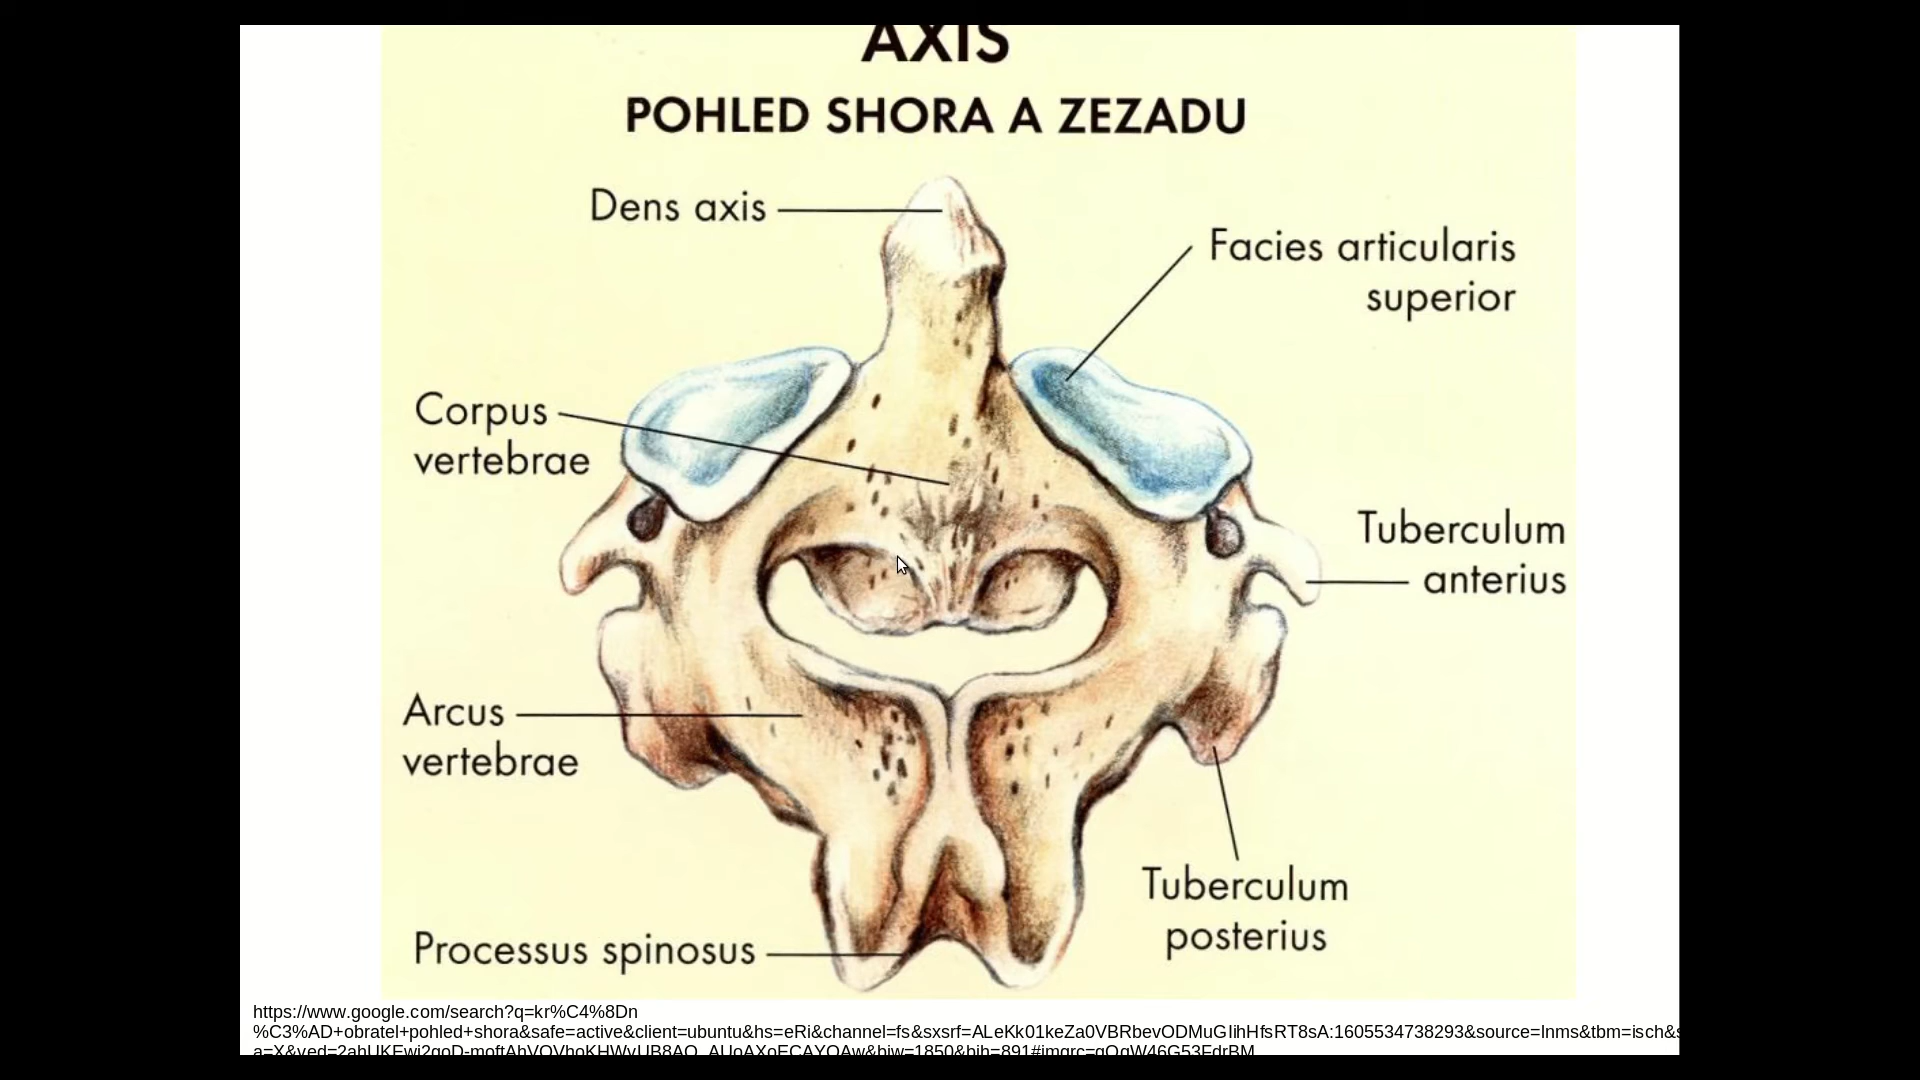 AXIS
POHLED SHORA A ZEZADU
Dens axis
Facies articularis
superior
Corpus
vertebrae
Tuberculum
anterius
Arcus
vertebrae
Tuberculum
posterius
Processus spinosus
https://www.google.com/search?q=kr%C4%8Dn
%C3%AD+obratel+pohled+shora&safe=active&client=ubuntu&hs=eRi&channel=fs&sxsrf=ALeKk01keZa0VBRbevODMuGlihHfsRT8sA:1605534738293&source=lnms&tbm=isch&s